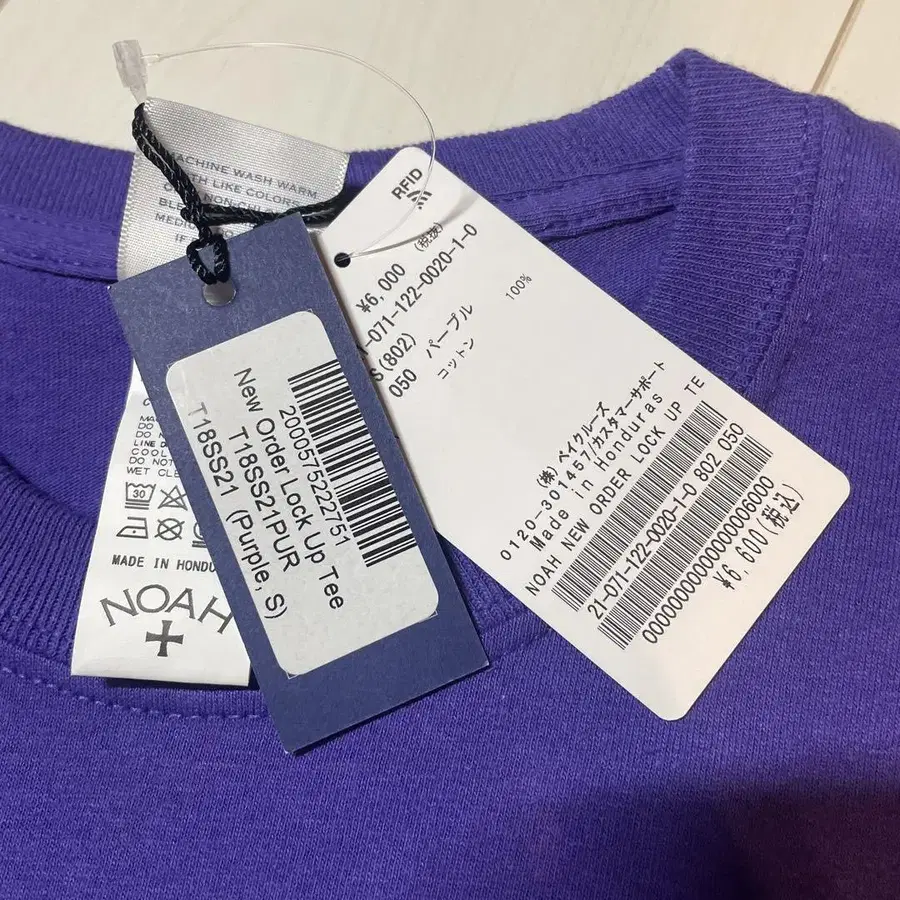 MACHINE WASH WARM
LIKE COLORS
MADE IN HONDU
NOAH
30
2000575222751
New Order Lock Up Tee
T18SS21PUR
T18SS21 (Purple, S)
RFID
¥6,000 (税抜)
-071-122-0020-1-0
S(802)
050 パープル
コットン 100%
(株)ベイクルーズ
0120-301457/カスタマーサポート
Made in Honduras
NOAH NEW ORDER LOCK UP TE
21-071-122-0020-1-0 802 050
¥6,600(税込)